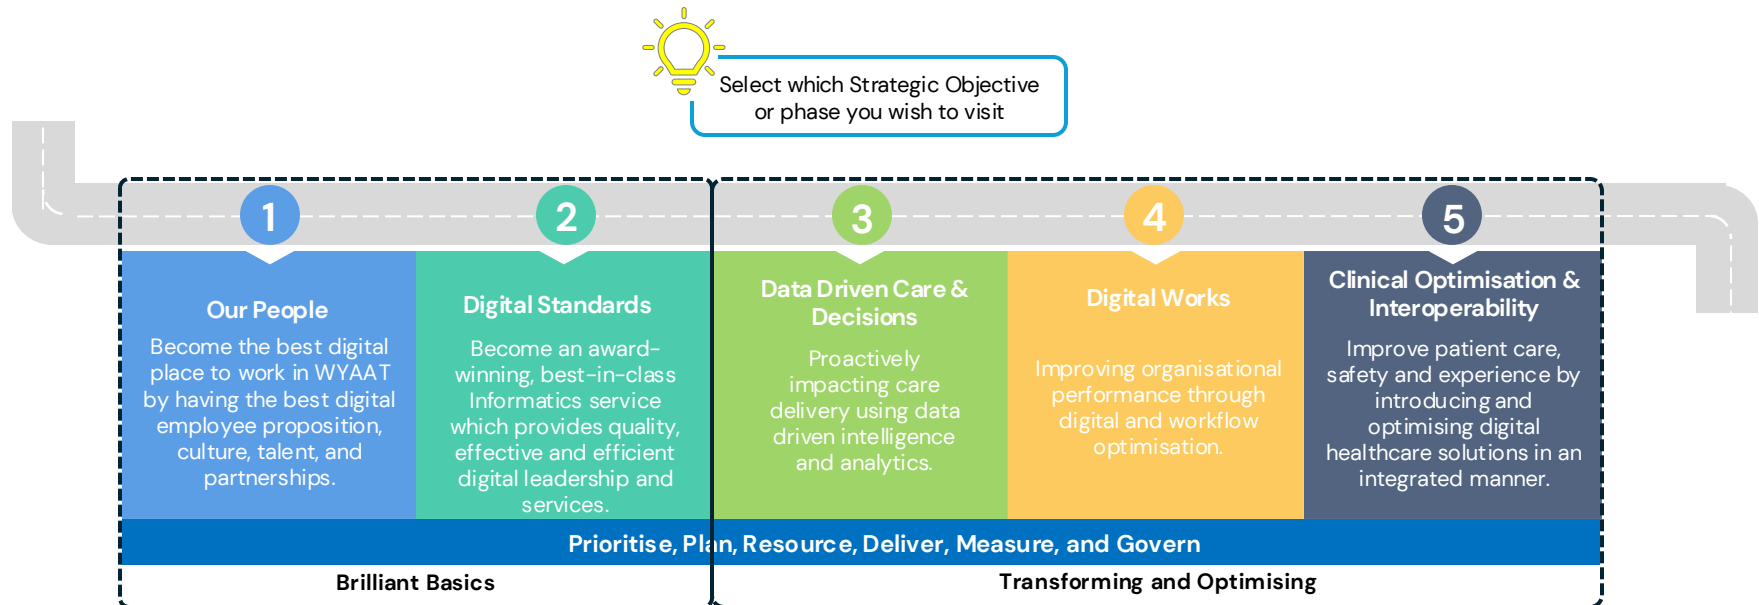 Select which Strategic Objective
or phase you wish to visit
1
Our People
Become the best digital
place to work in WYAAT
by having the best digital
employee proposition,
culture, talent, and
partnerships.
2
Digital Standards
Become an award-
winning, best-in-class
Informatics service
which provides quality,
effective and efficient
digital leadership and
services.
3
Data Driven Care &
Decisions
Proactively
impacting care
delivery using data
driven intelligence
and analytics.
4
Digital Works
Improving organisational
performance through
digital and workflow
optimisation.
5
Clinical Optimisation &
Interoperability
Improve patient care,
safety and experience by
introducing and
optimising digital
healthcare solutions in an
integrated manner.
Prioritise, Plan, Resource, Deliver, Measure, and Govern
Brilliant Basics
Transforming and Optimising